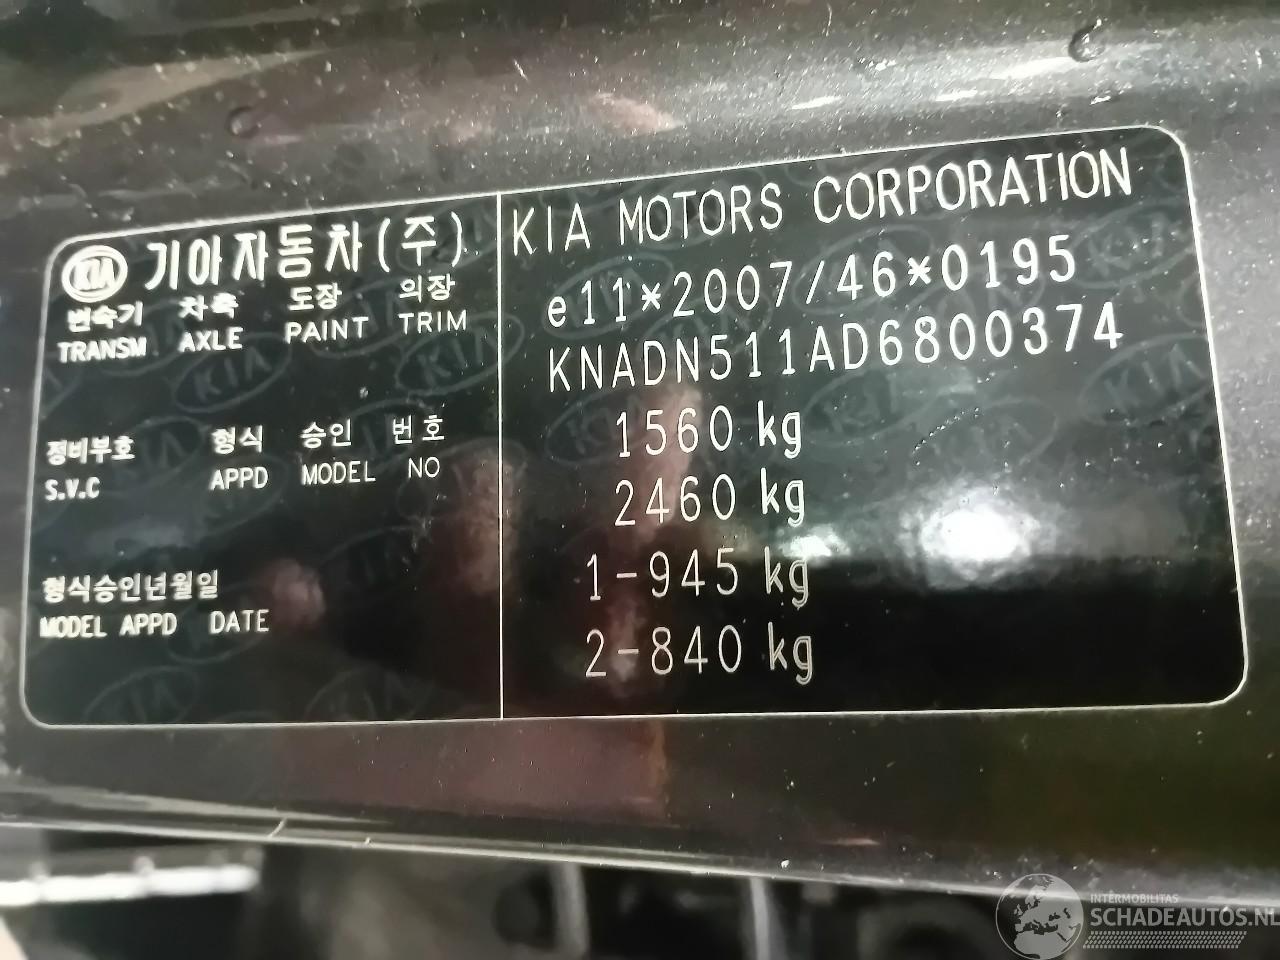 KIA 기아자동차(주)
변속기 차축 도장 의장
TRANSM AXLE PAINT TRIM
정비부호 형식 승인 번호
S.V.C APPD MODEL NO
형식승인년월일
MODEL APPD DATE
KIA MOTORS CORPORATION
e11*2007/46*0195
KNADN511AD6800374
1560 kg
2460 kg
1-945 kg
2-840 kg
INTERMOBILITAS
SCHADEAUTOS.NL